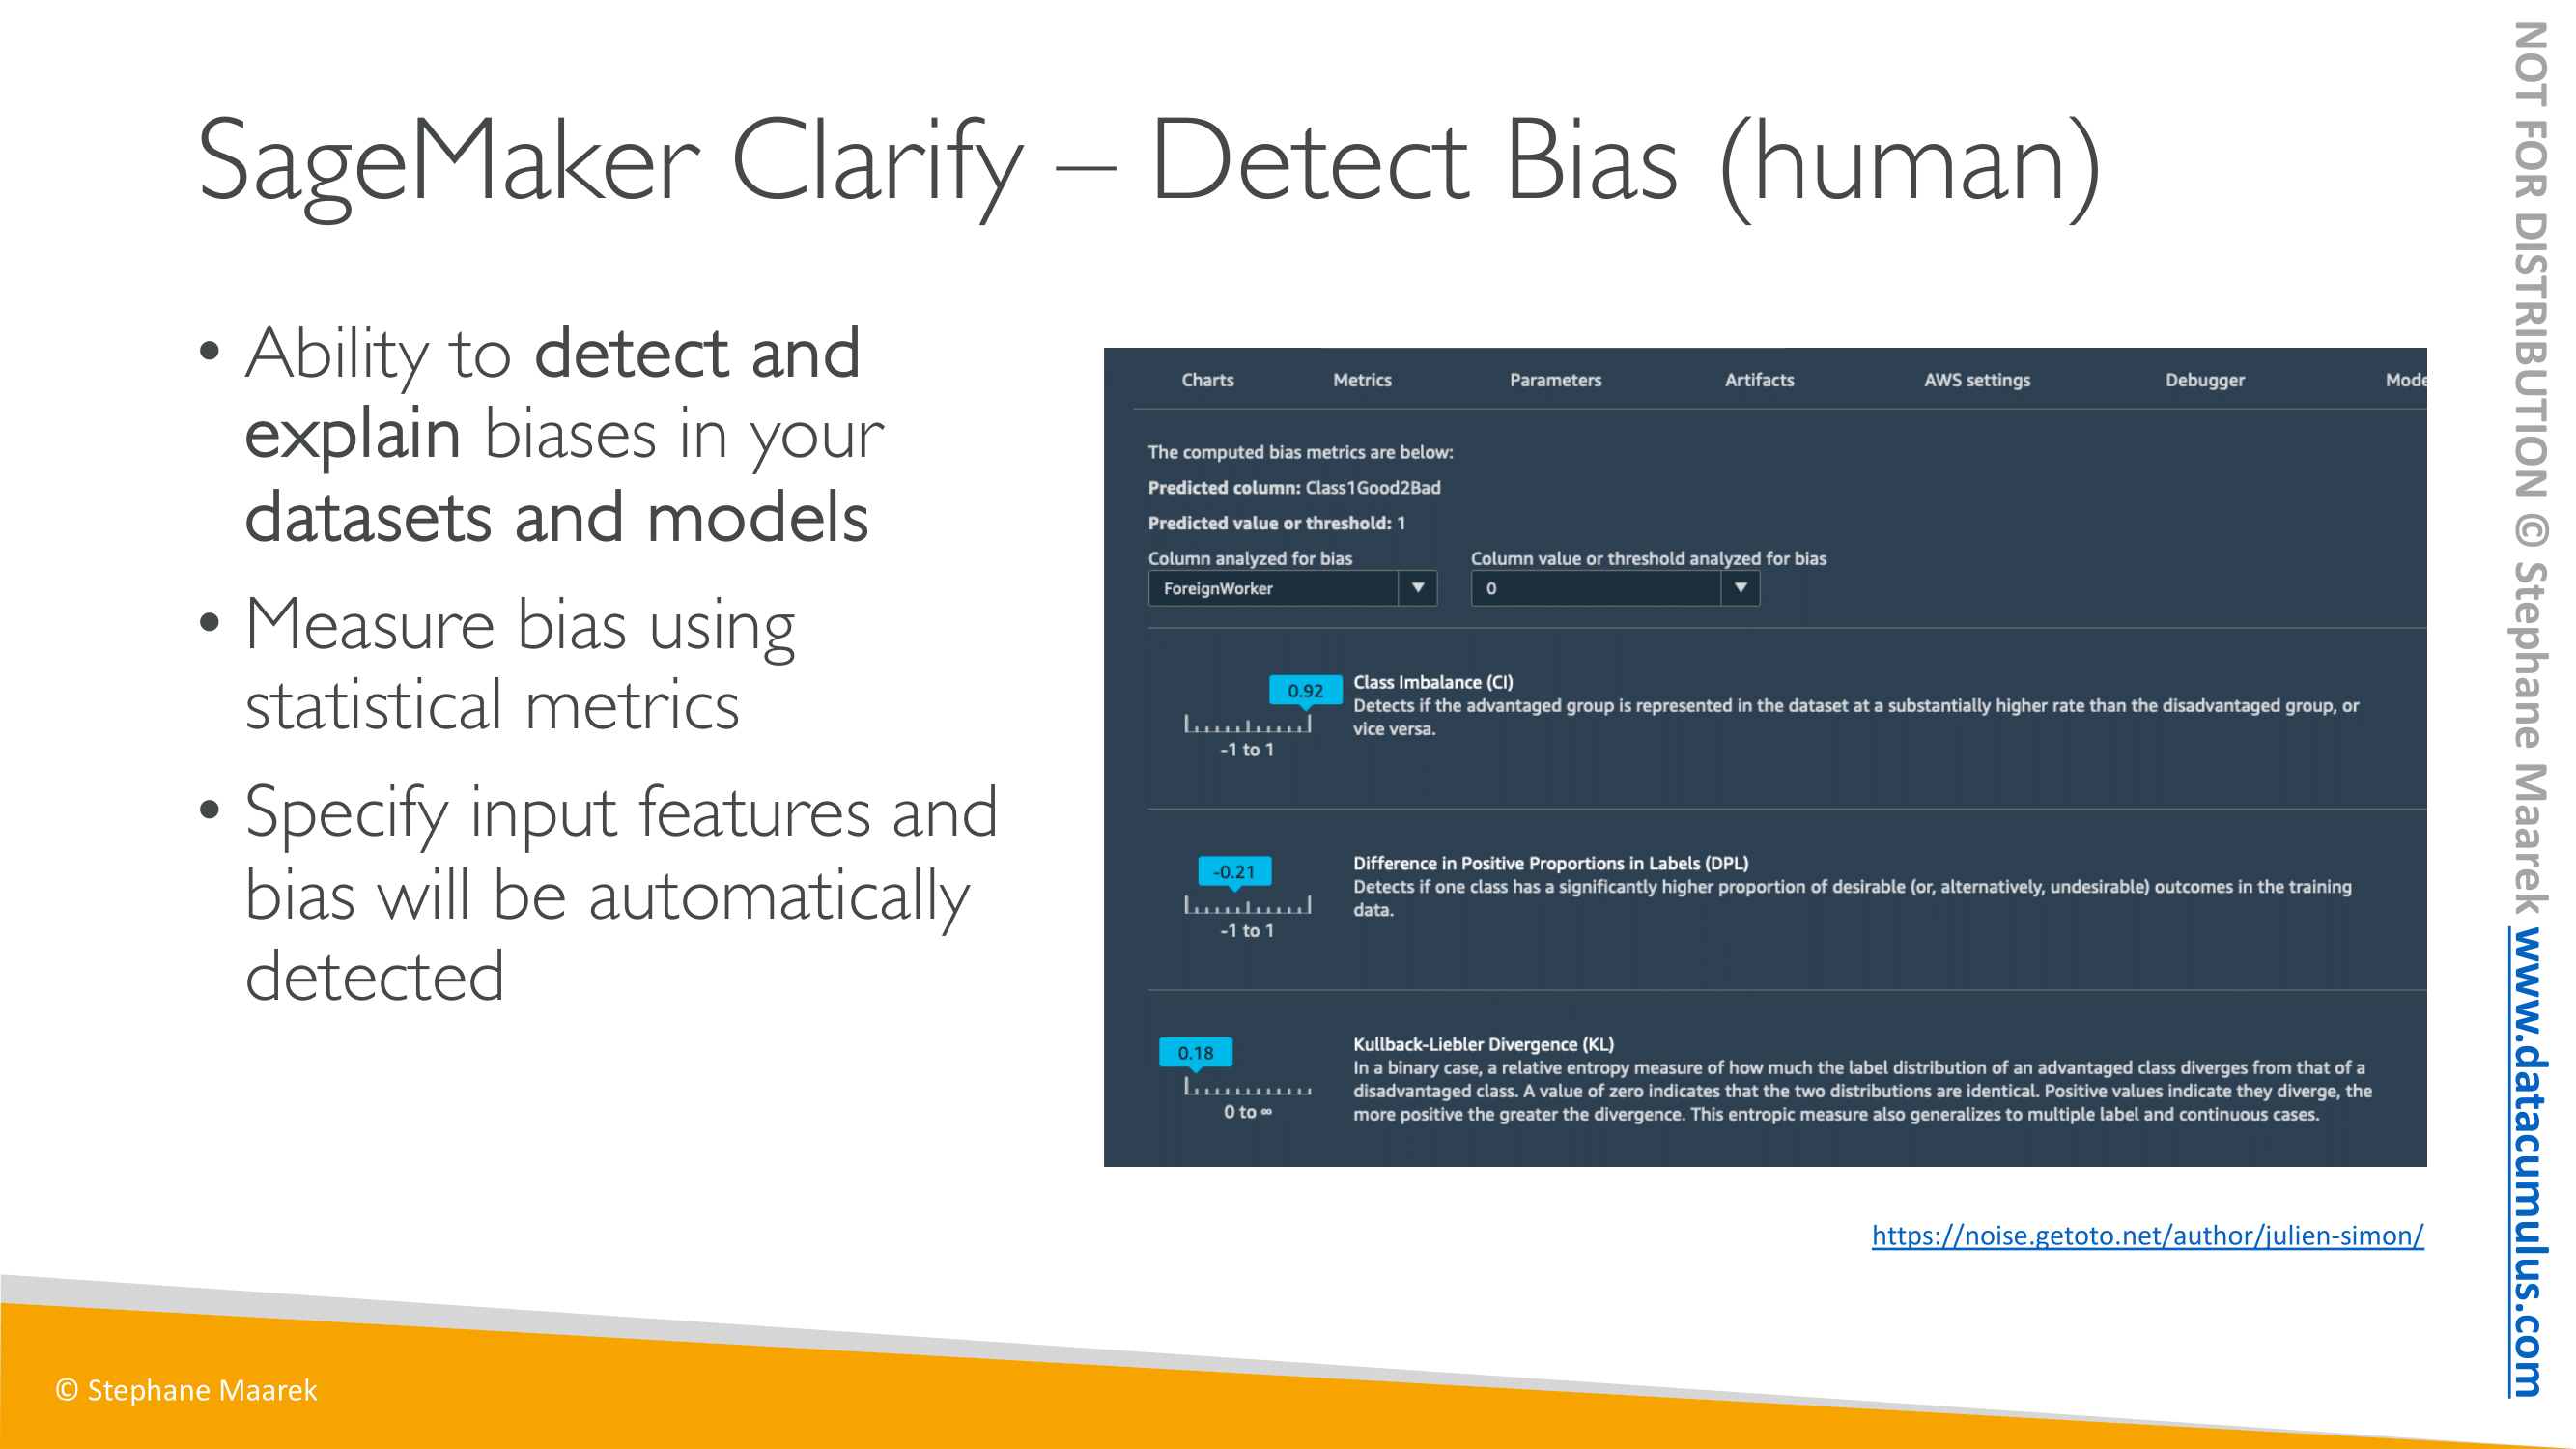 SageMaker Clarify – Detect Bias (human)
• Ability to detect and
explain biases in your
datasets and models
• Measure bias using
statistical metrics
• Specify input features and
bias will be automatically
detected
Charts Metrics Parameters Artifacts AWS settings Debugger Mode
The computed bias metrics are below:
Predicted column: Class1Good2Bad
Predicted value or threshold: 1
Column analyzed for bias Column value or threshold analyzed for bias
ForeignWorker 0
0.92
-1 to 1
Class Imbalance (CI)
Detects if the advantaged group is represented in the dataset at a substantially higher rate than the disadvantaged group, or
vice versa.
-0.21
-1 to 1
Difference in Positive Proportions in Labels (DPL)
Detects if one class has a significantly higher proportion of desirable (or, alternatively, undesirable) outcomes in the training
data.
0.18
0 to ∞
Kullback-Liebler Divergence (KL)
In a binary case, a relative entropy measure of how much the label distribution of an advantaged class diverges from that of a
disadvantaged class. A value of zero indicates that the two distributions are identical. Positive values indicate they diverge, the
more positive the greater the divergence. This entropic measure also generalizes to multiple label and continuous cases.
https://noise.getoto.net/author/julien-simon/
© Stephane Maarek
NOT FOR DISTRIBUTION © Stephane Maarek www.datacumulus.com